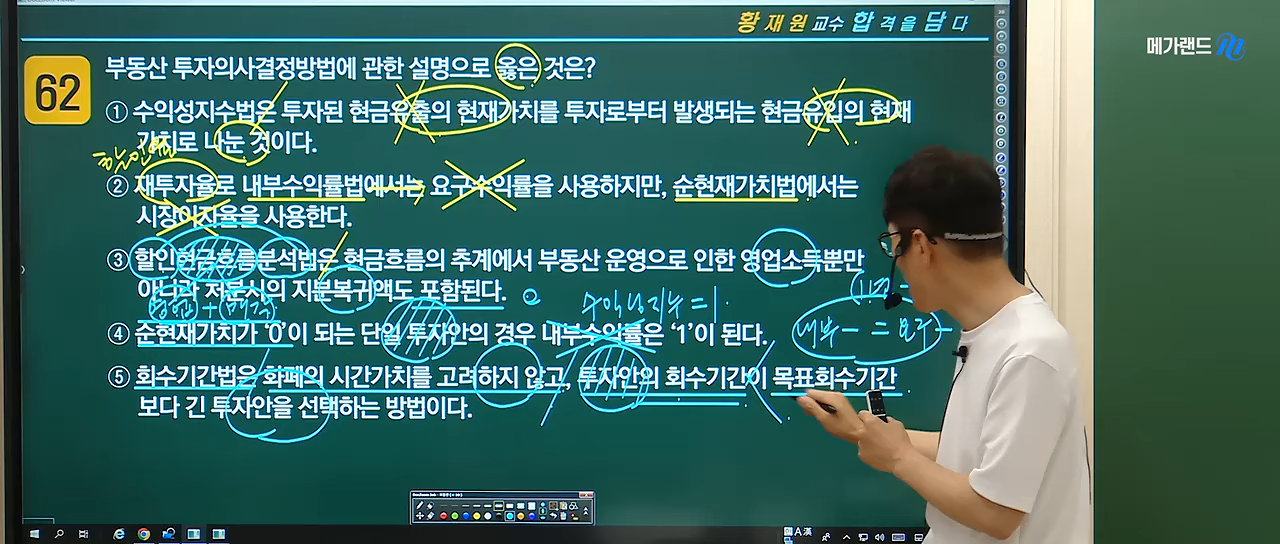 황재원 교수 합격을 담다
메가랜드
62
부동산 투자의사결정방법에 관한 설명으로 옳은 것은?
① 수익성지수법은 투자된 현금유출의 현재가치를 투자로부터 발생되는 현금유입의 현재
가치로 나눈 것이다.
할인율
② 재투자율로 내부수익률법에서는 요구수익률을 사용하지만, 순현재가치법에서는
시장이자율을 사용한다.
③ 할인현금흐름분석법은 현금흐름의 추계에서 부동산 운영으로 인한 영업소득뿐만
아니라 처분시의 지분복귀액도 포함된다.
수익성지수 = 1
④ 순현재가치가 '0'이 되는 단일 투자안의 경우 내부수익률은 '1'이 된다.
내부 — = 요구 —
⑤ 회수기간법은 화폐의 시간가치를 고려하지 않고, 투자안의 회수기간이 목표회수기간
보다 긴 투자안을 선택하는 방법이다.